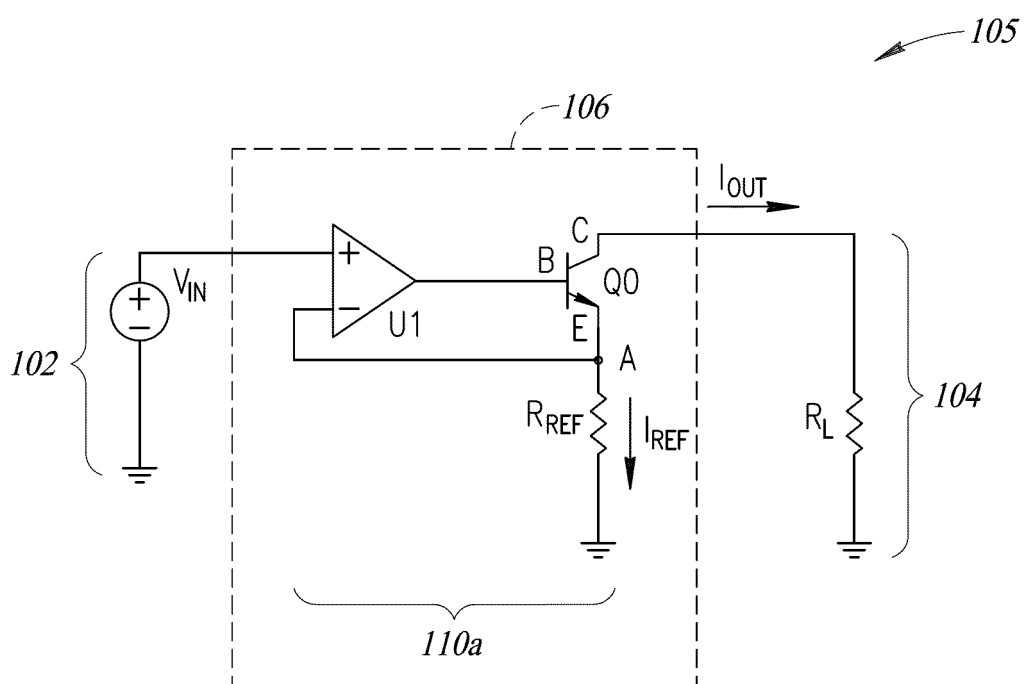 105
106
I_OUT
C
B
+
Q0
+
V_IN
−
−
E
U1
102
A
104
R_REF
I_REF
R_L
110a